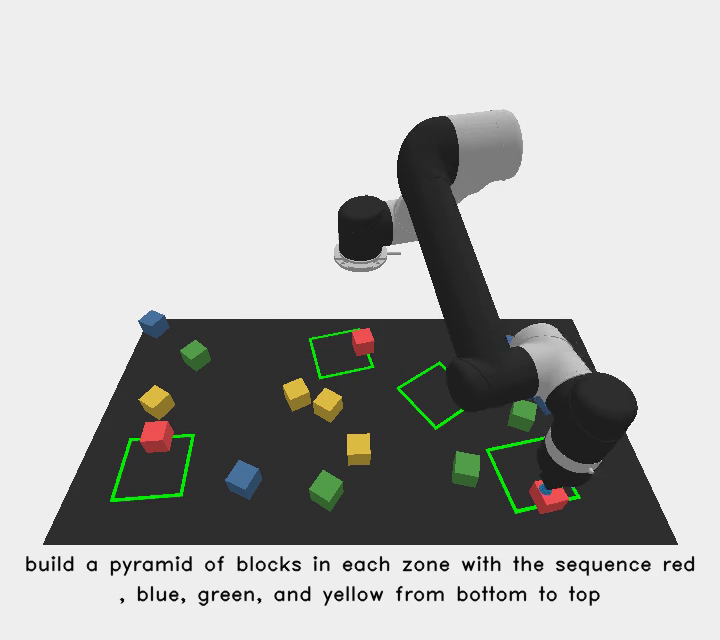 build a pyramid of blocks in each zone with the sequence red
, blue, green, and yellow from bottom to top